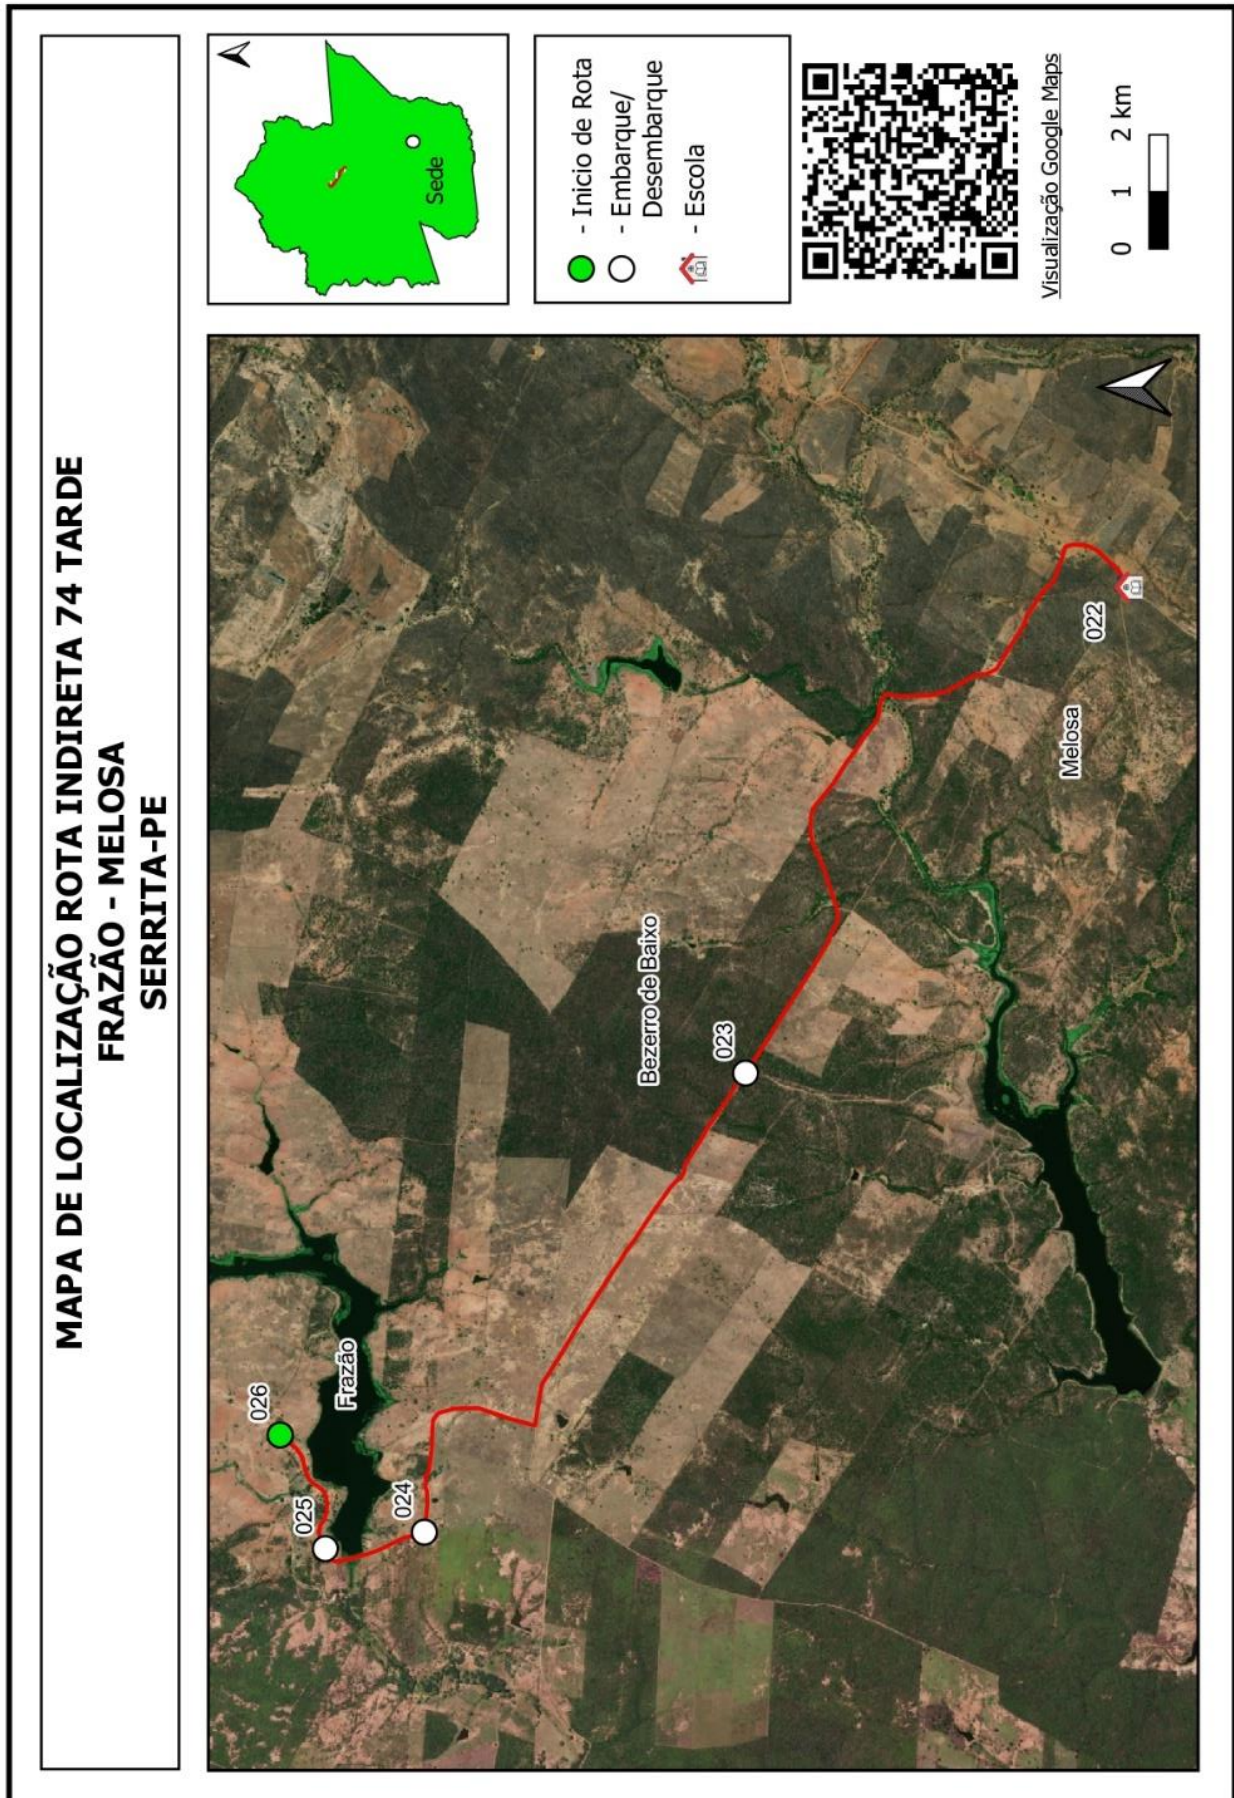 MAPA DE LOCALIZAÇÃO ROTA INDIRETA 74 TARDE
FRAZÃO - MELOSA
SERRITA-PE
026
Frazão
025
024
Bezerro de Baixo
023
Melosa
022
Sede
- Inicio de Rota
- Embarque/
Desembarque
- Escola
Visualização Google Maps
0 1 2 km